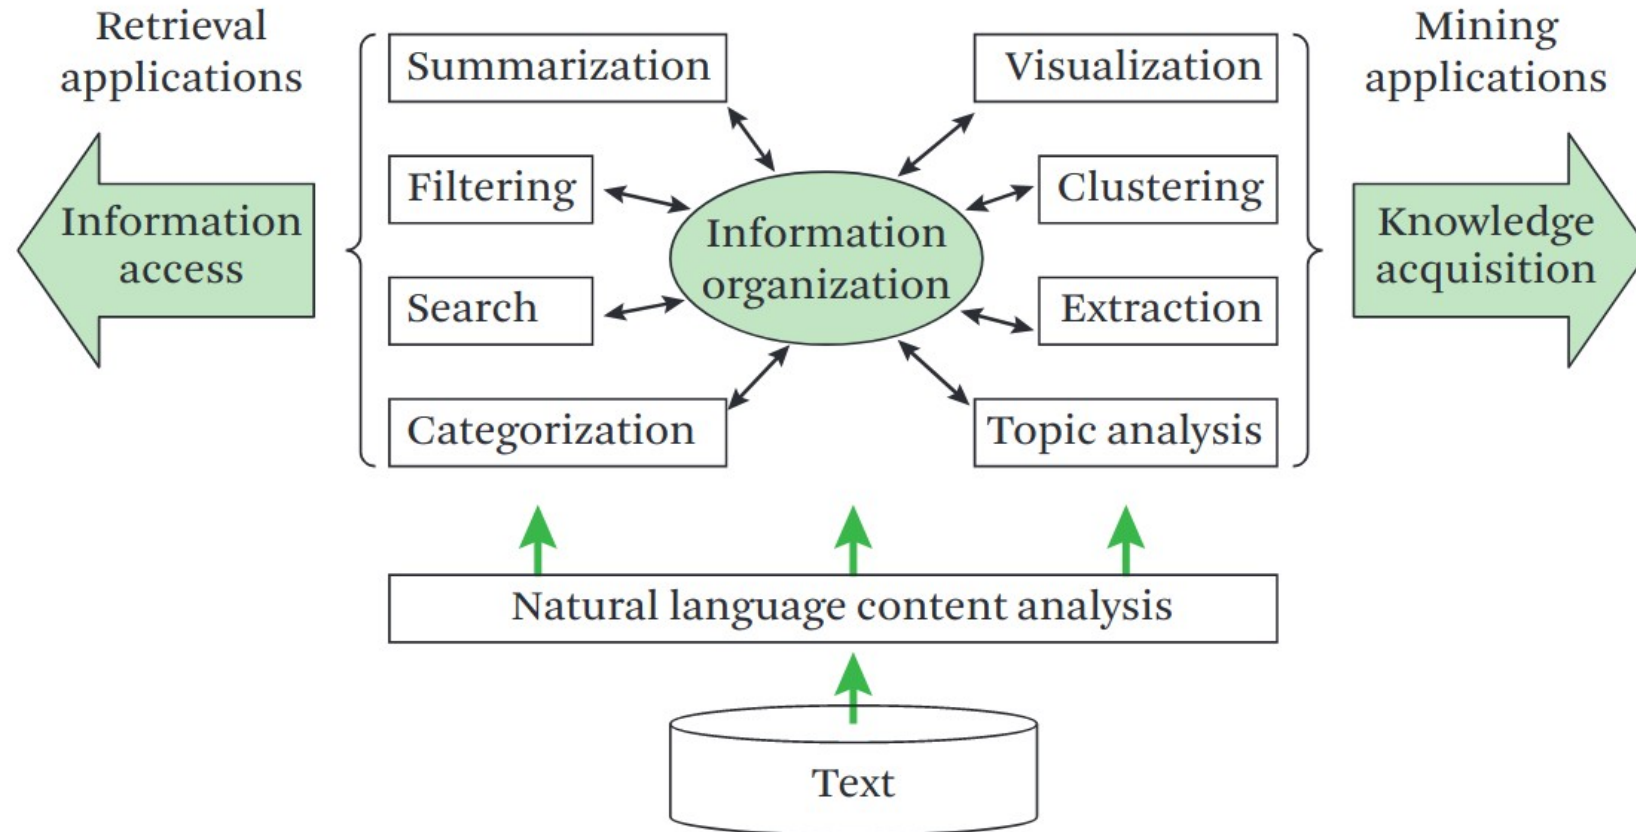 Retrieval
applications
Information
access
Summarization
Filtering
Search
Categorization
Information
organization
Visualization
Clustering
Extraction
Topic analysis
Mining
applications
Knowledge
acquisition
Natural language content analysis
Text